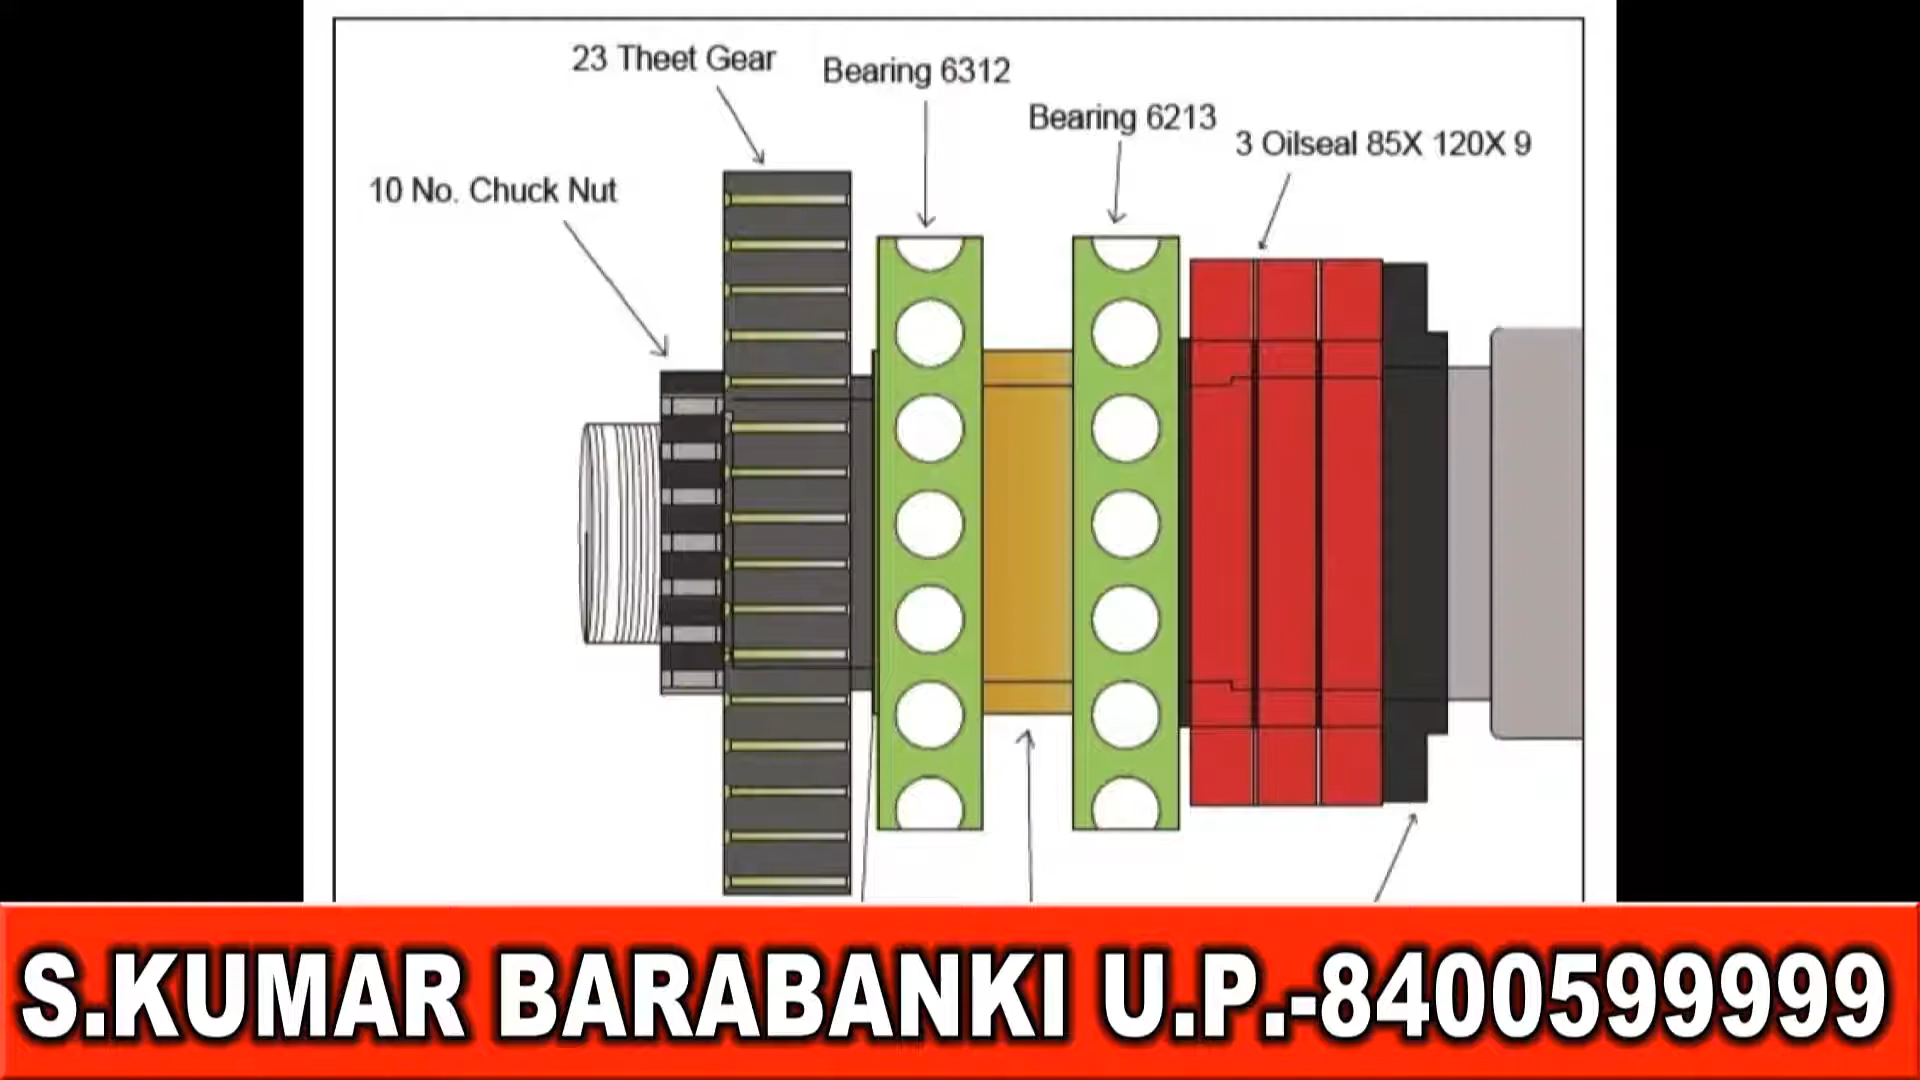 23 Theet Gear
Bearing 6312
Bearing 6213
3 Oilseal 85X 120X 9
10 No. Chuck Nut
S.KUMAR BARABANKI U.P.-8400599999